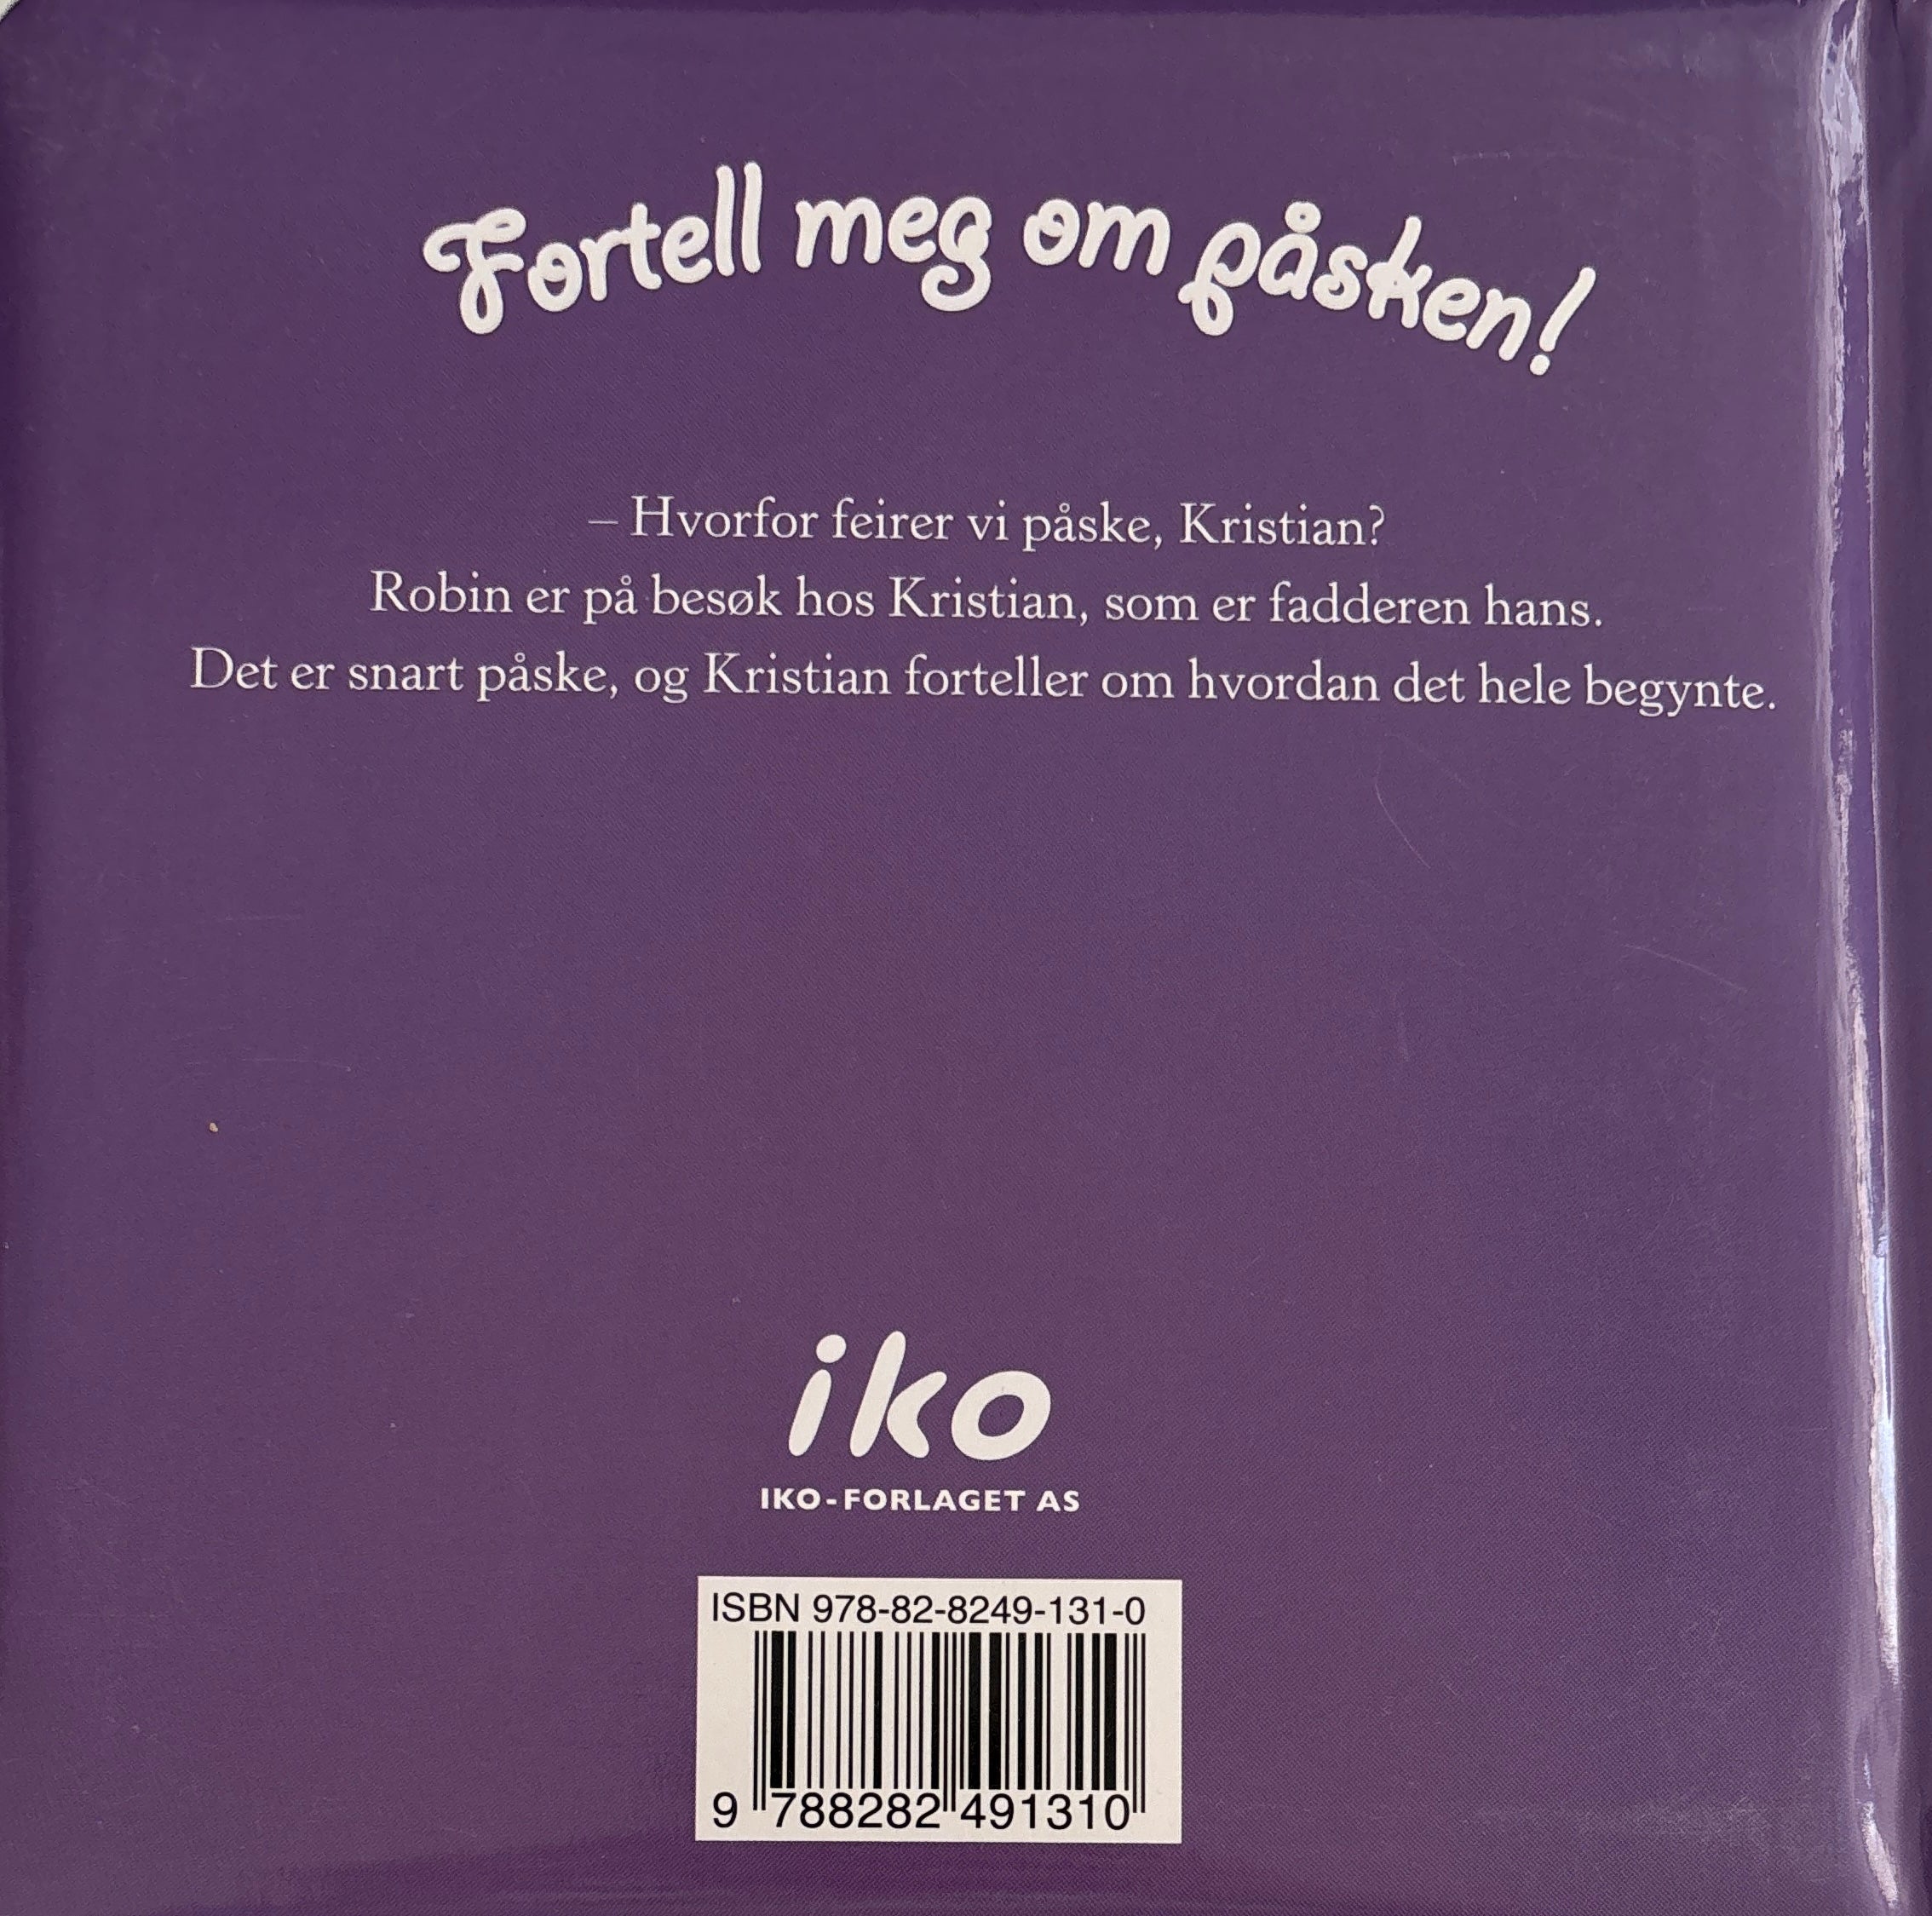 Fortell meg om påsken!
– Hvorfor feirer vi påske, Kristian?
Robin er på besøk hos Kristian, som er fadderen hans.
Det er snart påske, og Kristian forteller om hvordan det hele begynte.
iko
IKO-FORLAGET AS
ISBN 978-82-8249-131-0
9 788282 491310